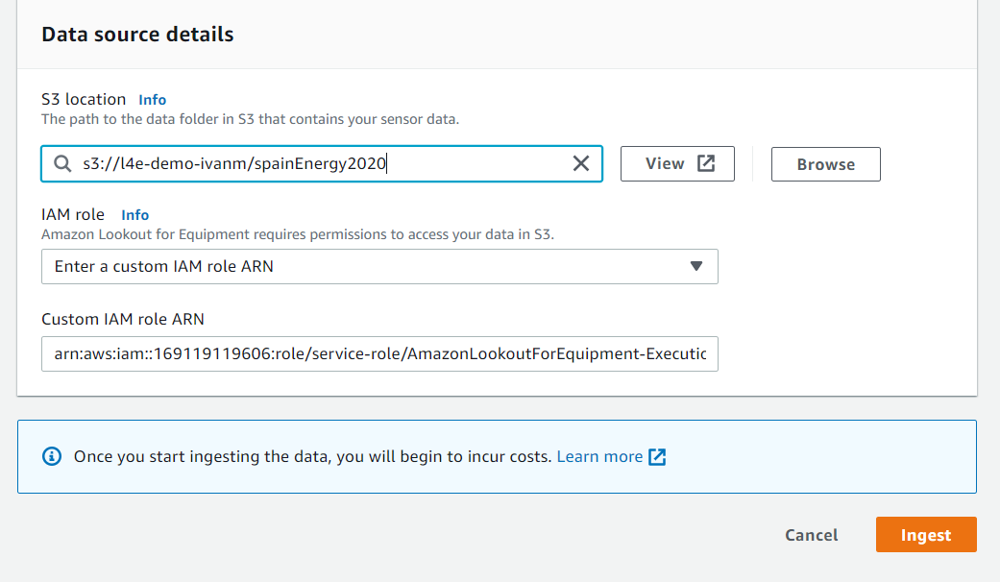 Data source details
S3 location Info
The path to the data folder in S3 that contains your sensor data.
s3://l4e-demo-ivanm/spainEnergy2020
View
Browse
IAM role Info
Amazon Lookout for Equipment requires permissions to access your data in S3.
Enter a custom IAM role ARN
Custom IAM role ARN
arn:aws:iam::169119119606:role/service-role/AmazonLookoutForEquipment-Executic
Once you start ingesting the data, you will begin to incur costs. Learn more
Cancel
Ingest